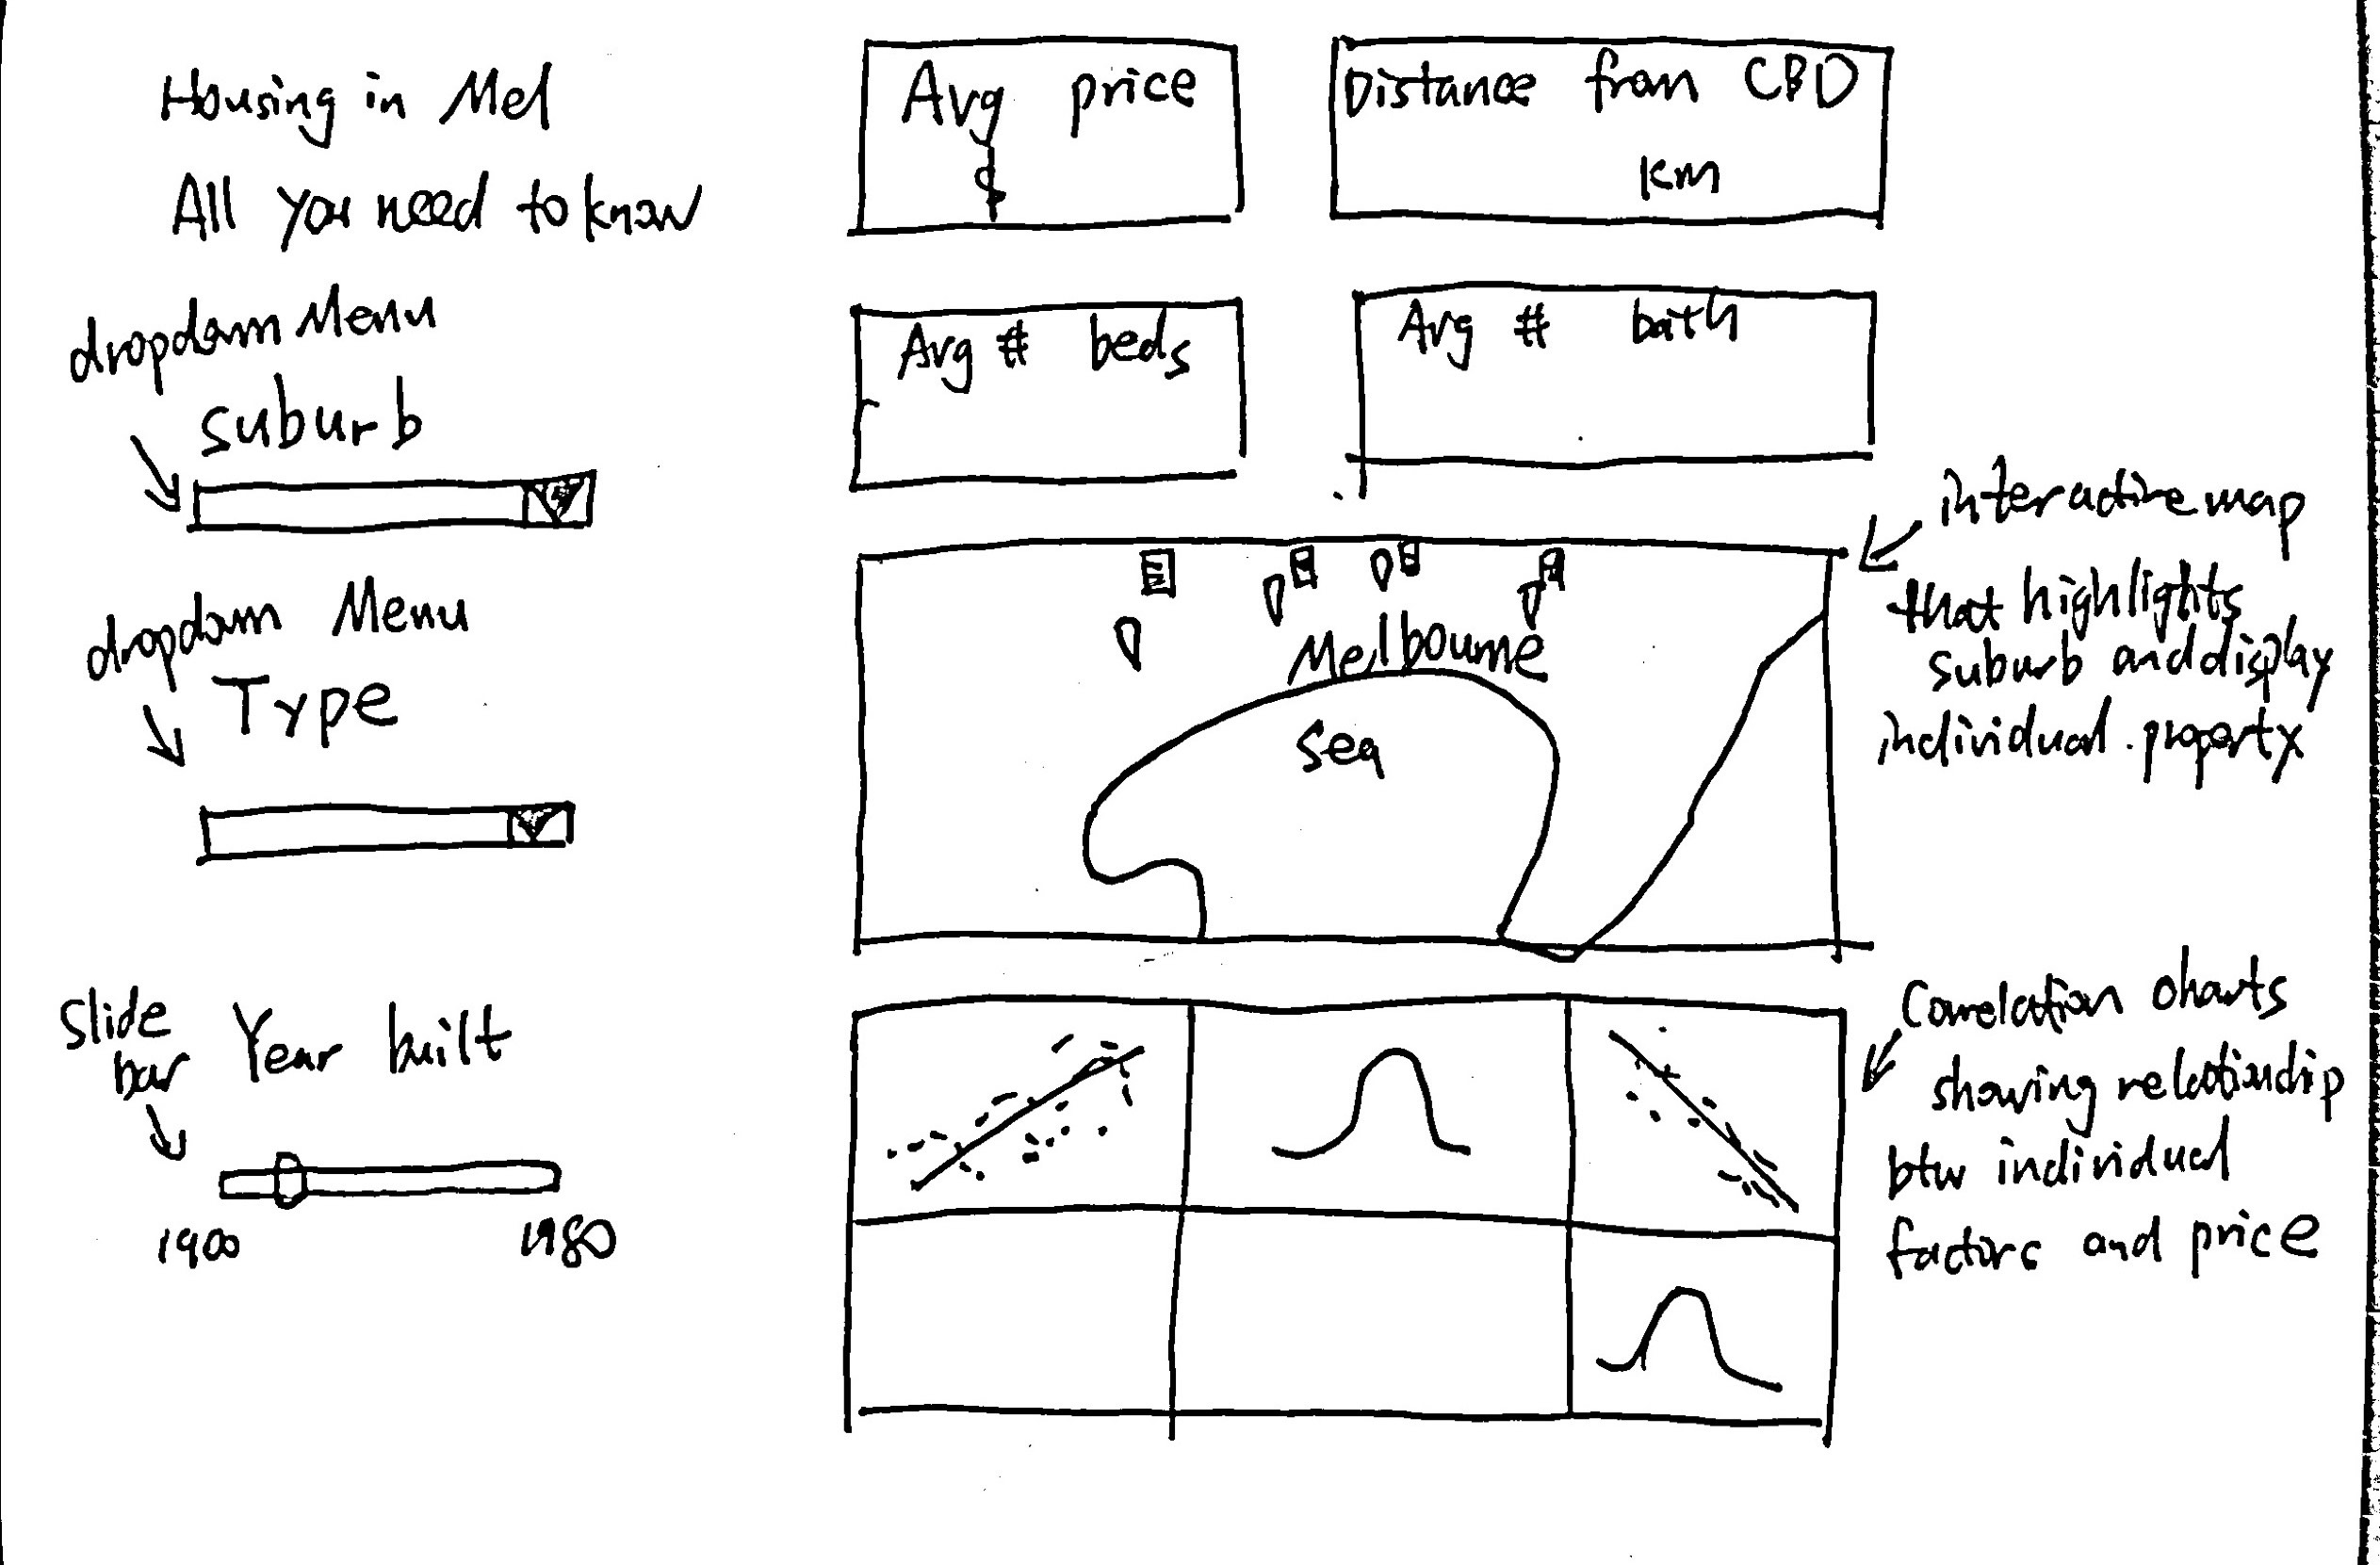 Housing in Mel
All you need to know
dropdown Menu
suburb
dropdown Menu
Type
Slide
bar
Year built
1900
1980
Avg price
$
Distance from CBD
km
Avg # beds
Avg # bath
Melbourne
sea
interactive map
that highlights
suburb and display
individual property
Correlation charts
showing relationship
btw individual
factors and price